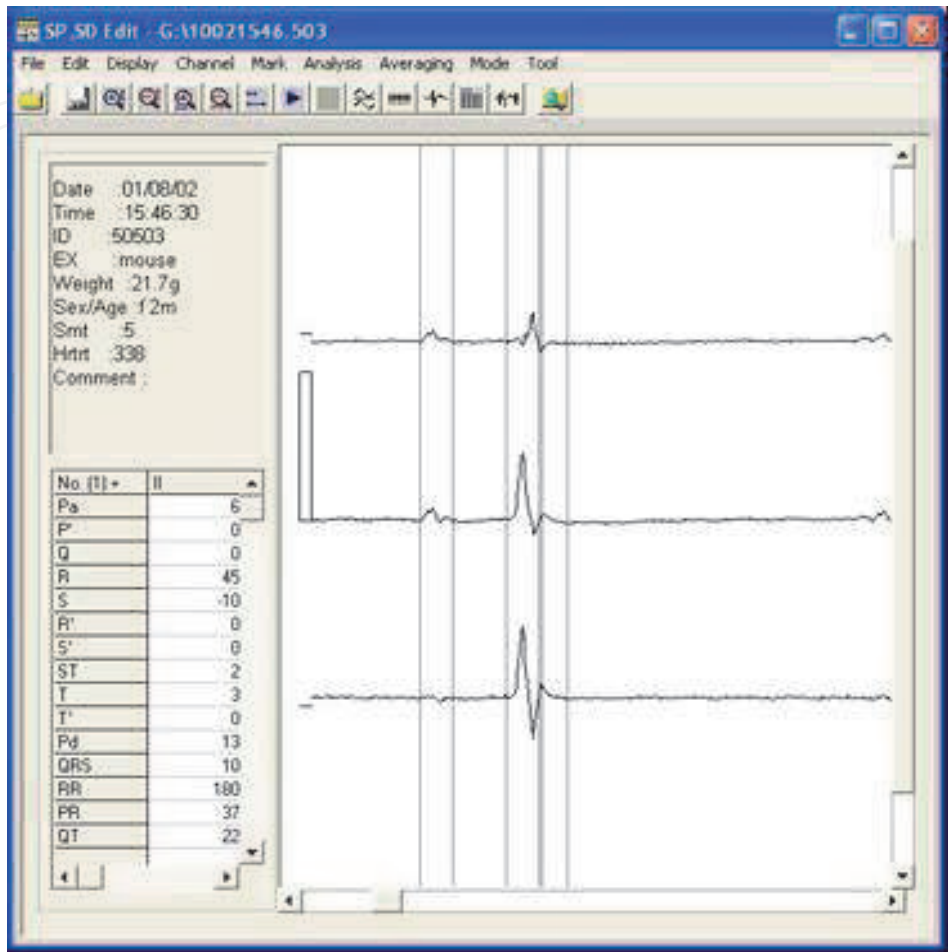 SP.SD Edit - G:\10021546.503
File Edit Display Channel Mark Analysis Averaging Mode Tool
Date :01/08/02
Time :15:46:30
ID :50503
EX :mouse
Weight :21.7g
Sex/Age :12m
Smt :5
Hrtrt :338
Comment :
No. (1)+ II
Pa 6
P' 0
Q 0
R 45
S -10
R' 0
S' 0
ST 2
T 3
T' 0
Pd 13
QRS 10
RR 180
PR 37
QT 22